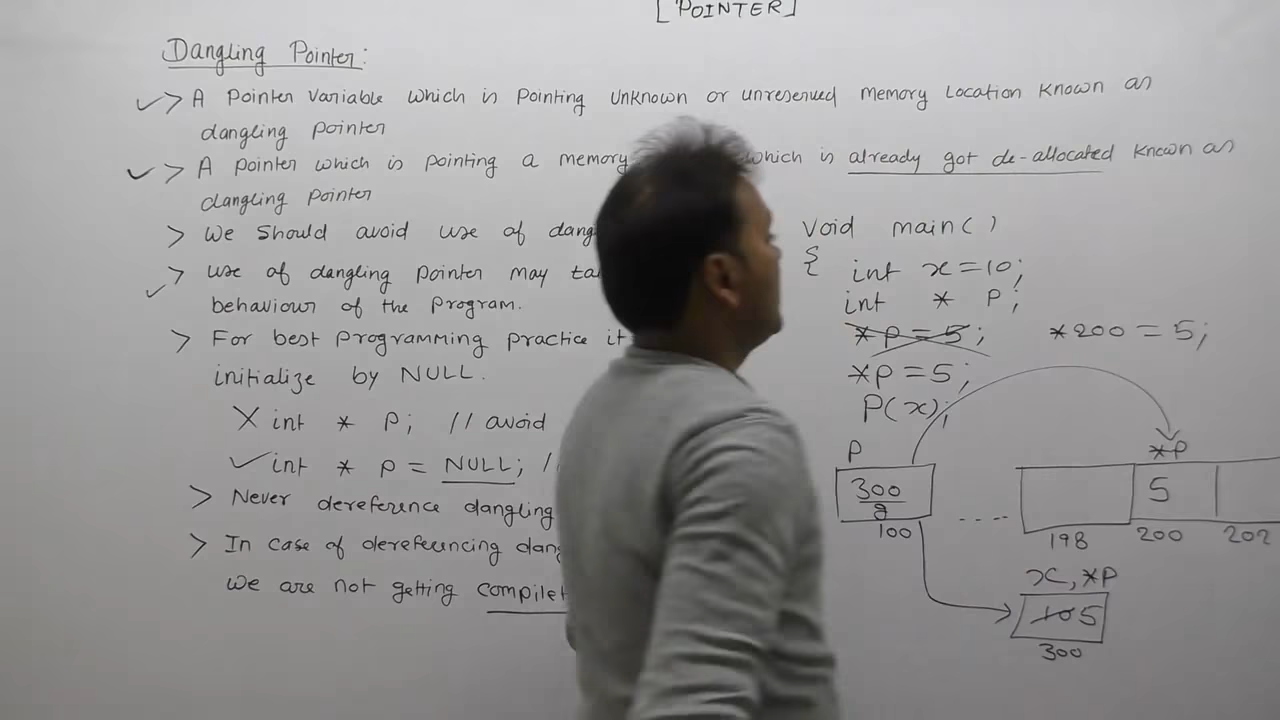 [ POINTER ]
Dangling Pointer:
✓ > A pointer variable which is pointing unknown or unreserved memory location known as
dangling pointer
✓ > A pointer which is pointing a memory which is already got de-allocated known as
dangling pointer
> We should avoid use of
✓ > Use of dangling pointer may
behaviour of the program.
> For best programming practice it
initialize by NULL.
X int * p; // avoid
✓ int * p = NULL; /
> Never dereference dangling
> In case of dereferencing
we are not getting
void main()
{ int x=10;
int * p;
*p=5; *200=5;
*p=5;
P(x);
P *P
300 5
100 - - - - 198 200 202
x, *P
10 5
300